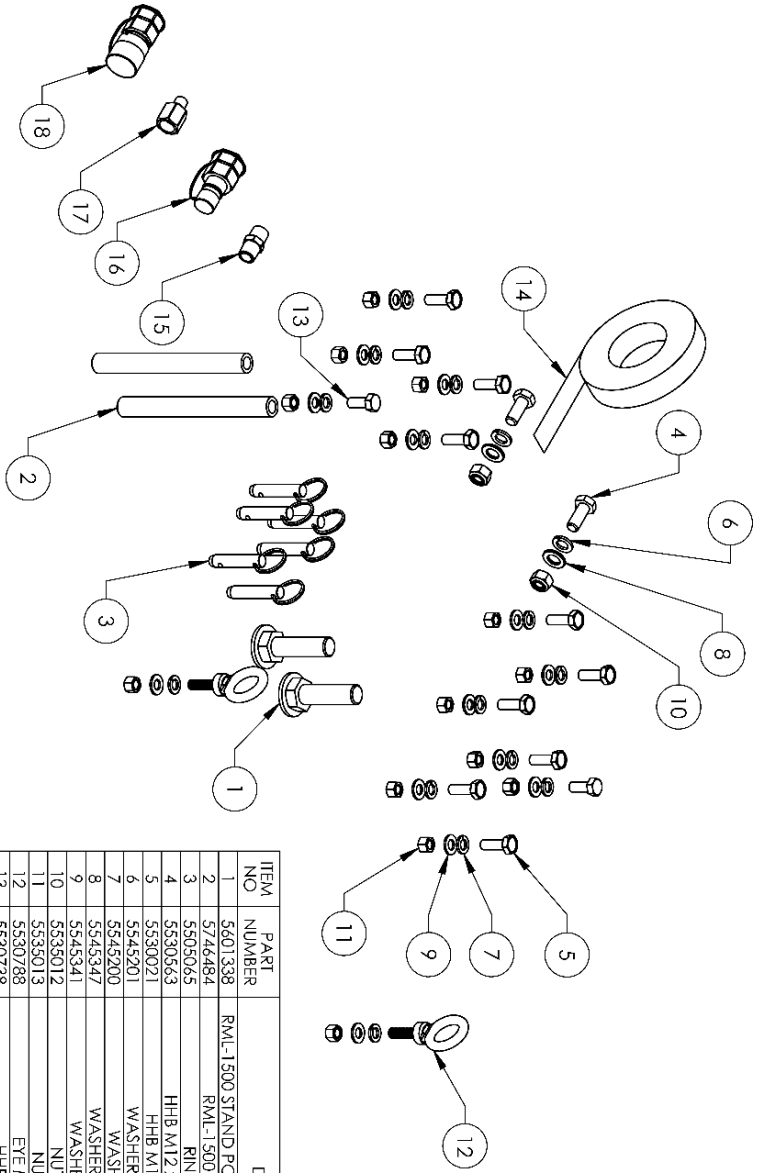 18
17
16
15
14
13
2
4
6
8
10
3
1
11
9
7
5
12
ITEM NO PART NUMBER D
1 5601338 RML-1500 STAND PO
2 5746484 RML-1500
3 5505065 RIN
4 5530563 HHB M12
5 5530021 HHB M1
6 5545201 WASHER
7 5545200 WASH
8 5545347 WASHER
9 5545341 WASHE
10 5535012 NU
11 5535013 NU
12 5530788 EYE